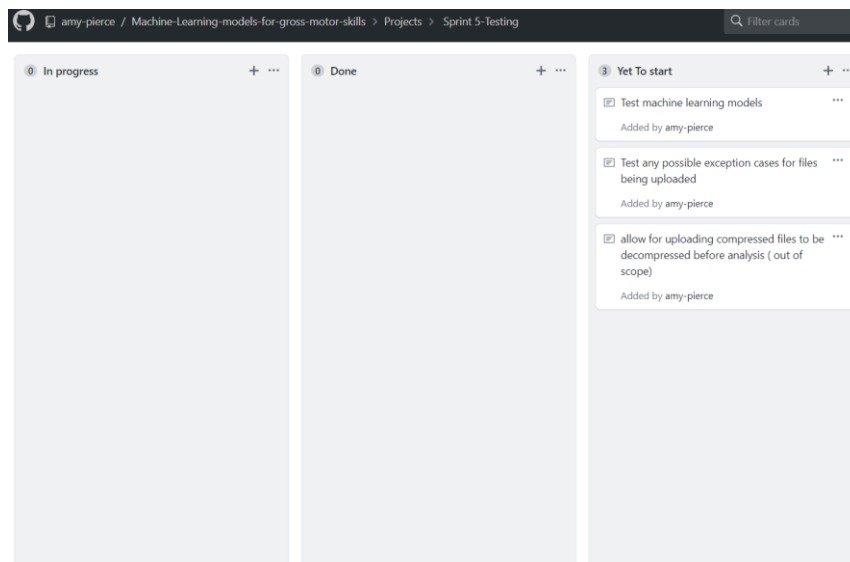 amy-pierce / Machine-Learning-models-for-gross-motor-skills > Projects > Sprint 5-Testing
Filter cards
0 In progress
0 Done
3 Yet To start
Test machine learning models
Added by amy-pierce
Test any possible exception cases for files
being uploaded
Added by amy-pierce
allow for uploading compressed files to be
decompressed before analysis ( out of
scope)
Added by amy-pierce